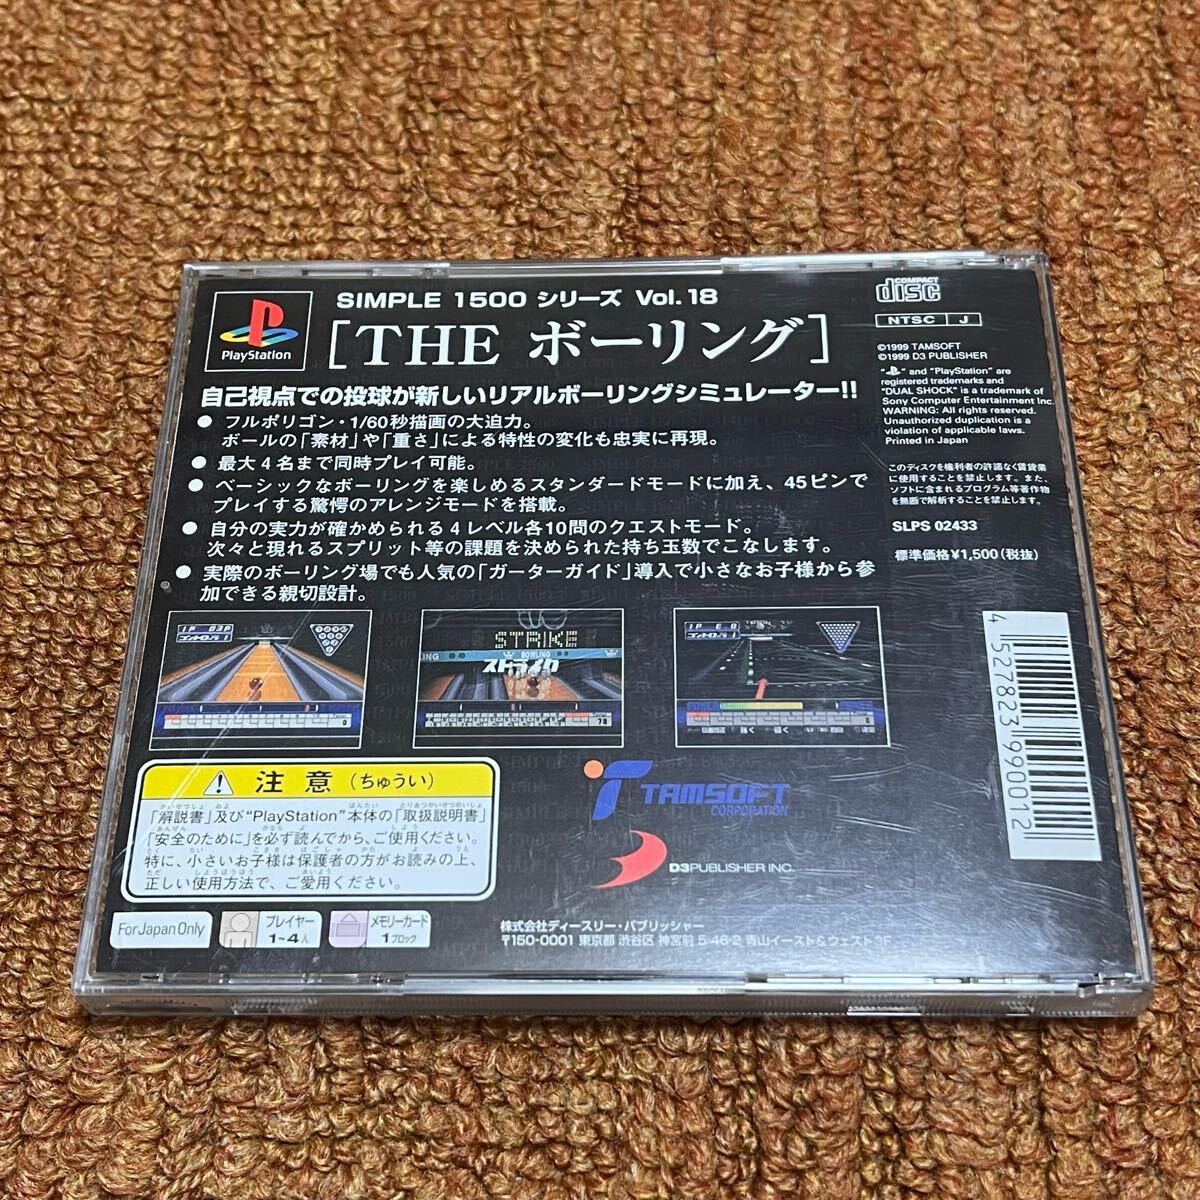 PlayStation
SIMPLE 1500 シリーズ Vol. 18
[THE ボーリング]
自己視点での投球が新しいリアルボーリングシミュレーター!!
● フルポリゴン・1/60秒描画の大迫力。
ボールの「素材」や「重さ」による特性の変化も忠実に再現。
● 最大4名まで同時プレイ可能。
● ベーシックなボーリングを楽しめるスタンダードモードに加え、45ピンで
プレイする驚愕のアレンジモードを搭載。
● 自分の実力が確かめられる4レベル各10問のクエストモード。
次々と現れるスプリット等の課題を決められた持ち玉数でこなします。
● 実際のボーリング場でも人気の「ガーターガイド」導入で小さなお子様から参
加できる親切設計。
COMPACT
disc
NTSC J
©1999 TAMSOFT
©1999 D3 PUBLISHER
" " and "PlayStation" are
registered trademarks and
"DUAL SHOCK" is a trademark of
Sony Computer Entertainment Inc.
WARNING: All rights reserved.
Unauthorized duplication is a
violation of applicable laws.
Printed in Japan
このディスクを権利者の許諾なく賃貸業
に使用することを禁止します。また、
ソフトに含まれるプログラム等著作物
を無断で解析することを禁止します。
SLPS 02433
標準価格¥1,500(税抜)
4 527823 990012
1P
コントロール 1
STRIKE
BOWLING
ストライク
78
1P
コントロール 1
注意(ちゅうい)
「解説書」及び"PlayStation"本体の「取扱説明書」
「安全のために」を必ず読んでから、ご使用ください。
特に、小さいお子様は保護者の方がお読みの上、
正しい使用方法で、ご愛用ください。
TAMSOFT
CORPORATION
D3PUBLISHER INC.
For Japan Only
プレイヤー
1~4人
メモリーカード
1ブロック
株式会社ディースリー・パブリッシャー
〒150-0001 東京都 渋谷区 神宮前 5-46-2 青山イースト&ウェスト3F